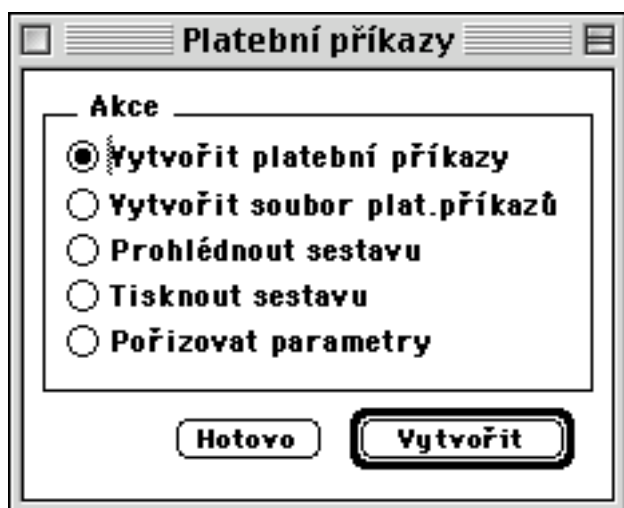 Platební příkazy
Akce
Vytvořit platební příkazy
Vytvořit soubor plat.příkazů
Prohlédnout sestavu
Tisknout sestavu
Pořizovat parametry
Hotovo
Vytvořit